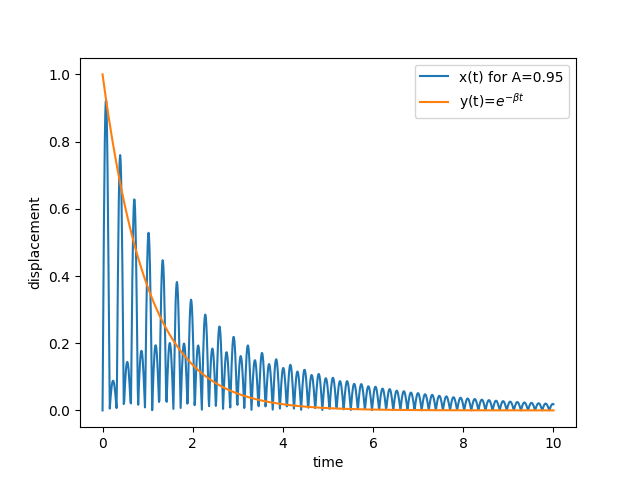 x(t) for A=0.95
y(t)=e^{-βt}
displacement
1.0
0.8
0.6
0.4
0.2
0.0
0 2 4 6 8 10
time